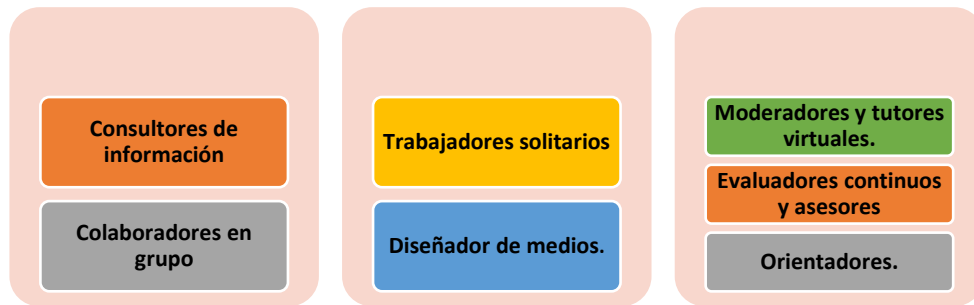 Consultores de
información
Colaboradores en
grupo
Trabajadores solitarios
Diseñador de medios.
Moderadores y tutores
virtuales.
Evaluadores continuos
y asesores
Orientadores.